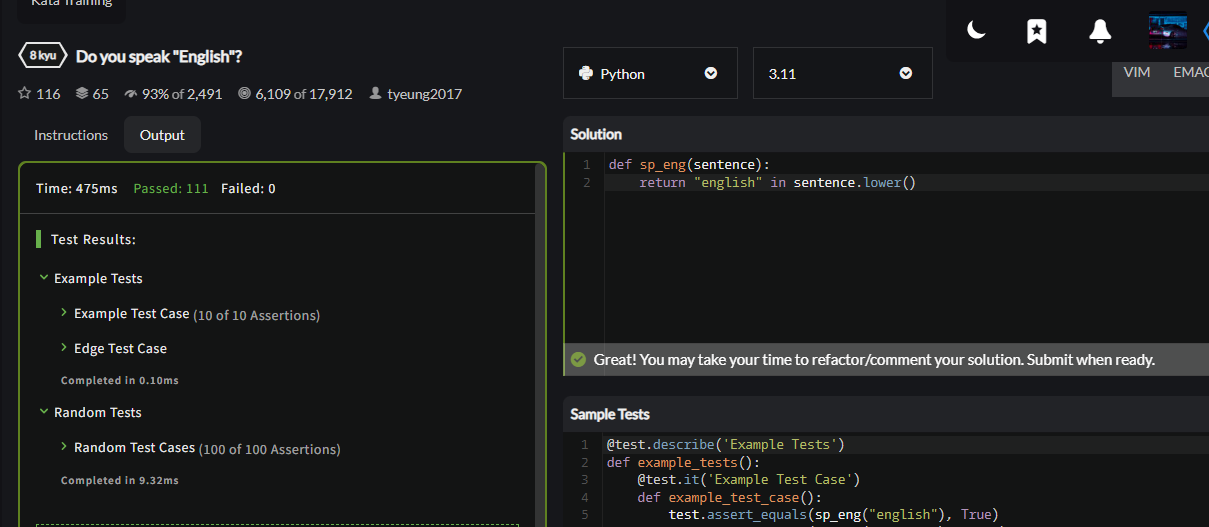 Kata Training
8 kyu Do you speak "English"?
116 65 93% of 2,491 6,109 of 17,912 tyeung2017
Instructions Output
Time: 475ms Passed: 111 Failed: 0
Test Results:
Example Tests
Example Test Case (10 of 10 Assertions)
Edge Test Case
Completed in 0.10ms
Random Tests
Random Test Cases (100 of 100 Assertions)
Completed in 9.32ms
Python 3.11
VIM EMAC
Solution
1 def sp_eng(sentence):
2 return "english" in sentence.lower()
Great! You may take your time to refactor/comment your solution. Submit when ready.
Sample Tests
1 @test.describe('Example Tests')
2 def example_tests():
3 @test.it('Example Test Case')
4 def example_test_case():
5 test.assert_equals(sp_eng("english"), True)